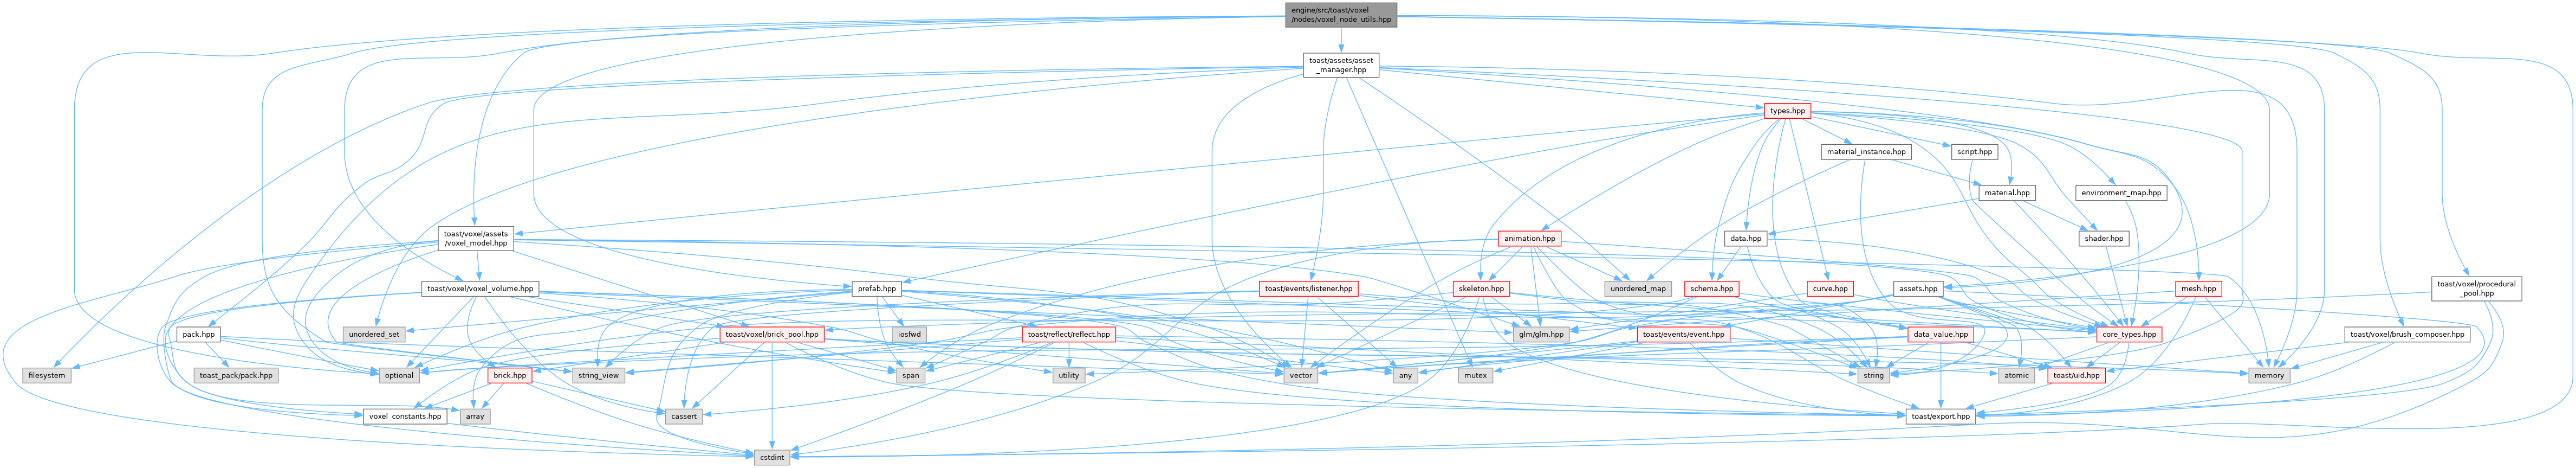 engine/src/toast/voxel
/nodes/voxel_node_utils.hpp
toast/assets/asset
_manager.hpp
types.hpp
material_instance.hpp
script.hpp
material.hpp
environment_map.hpp
toast/voxel/assets
/voxel_model.hpp
animation.hpp
data.hpp
shader.hpp
toast/voxel/voxel_volume.hpp
prefab.hpp
toast/events/listener.hpp
skeleton.hpp
unordered_map
schema.hpp
curve.hpp
assets.hpp
mesh.hpp
toast/voxel/procedural
_pool.hpp
pack.hpp
unordered_set
toast/voxel/brick_pool.hpp
iosfwd
toast/reflect/reflect.hpp
glm/glm.hpp
toast/events/event.hpp
data_value.hpp
core_types.hpp
toast/voxel/brush_composer.hpp
filesystem
toast_pack/pack.hpp
optional
brick.hpp
string_view
span
utility
vector
any
mutex
string
atomic
toast/uid.hpp
memory
voxel_constants.hpp
array
cassert
toast/export.hpp
cstdint